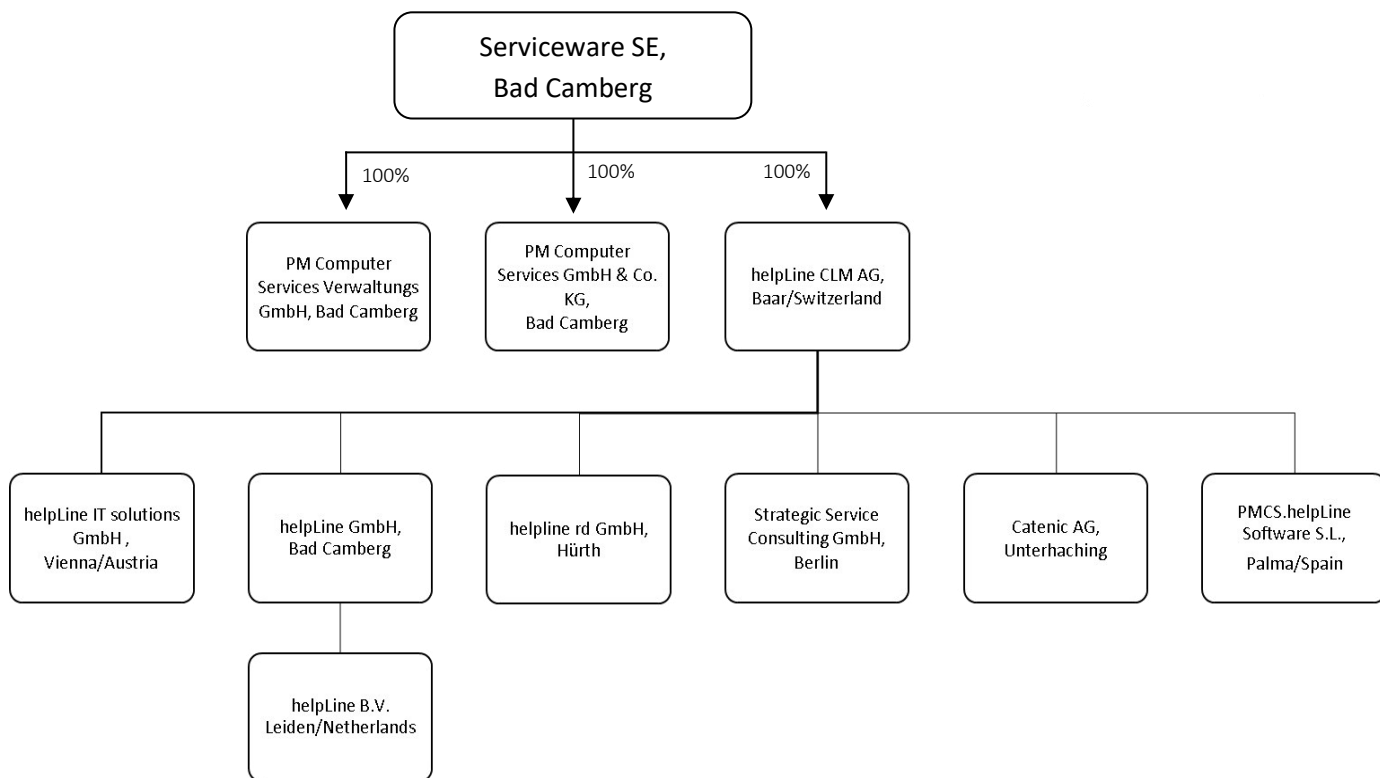 Serviceware SE,
Bad Camberg
100%
100%
100%
PM Computer
Services Verwaltungs
GmbH, Bad Camberg
PM Computer
Services GmbH & Co.
KG,
Bad Camberg
helpLine CLM AG,
Baar/Switzerland
helpLine IT solutions
GmbH ,
Vienna/Austria
helpLine GmbH,
Bad Camberg
helpline rd GmbH,
Hürth
Strategic Service
Consulting GmbH,
Berlin
Catenic AG,
Unterhaching
PMCS.helpLine
Software S.L.,
Palma/Spain
helpLine B.V.
Leiden/Netherlands